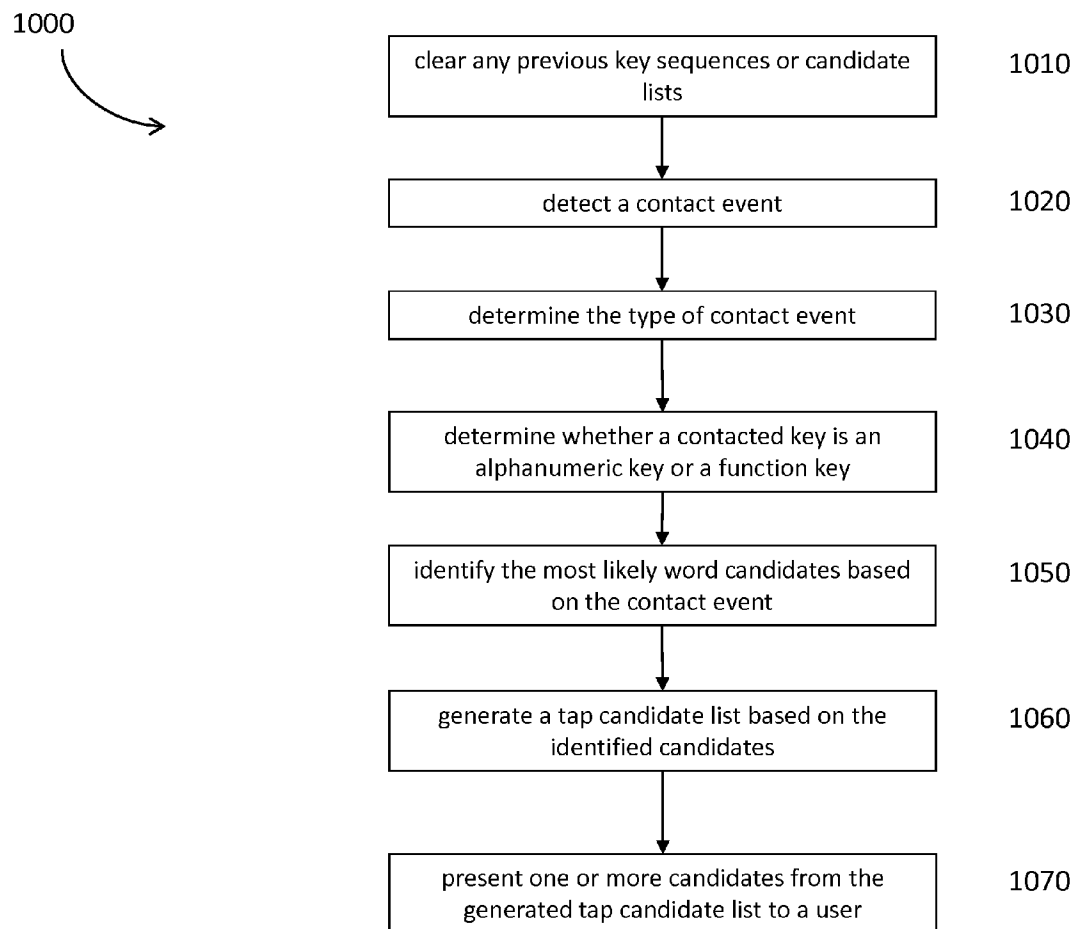 1000
clear any previous key sequences or candidate
lists
1010
detect a contact event
1020
determine the type of contact event
1030
determine whether a contacted key is an
alphanumeric key or a function key
1040
identify the most likely word candidates based
on the contact event
1050
generate a tap candidate list based on the
identified candidates
1060
present one or more candidates from the
generated tap candidate list to a user
1070